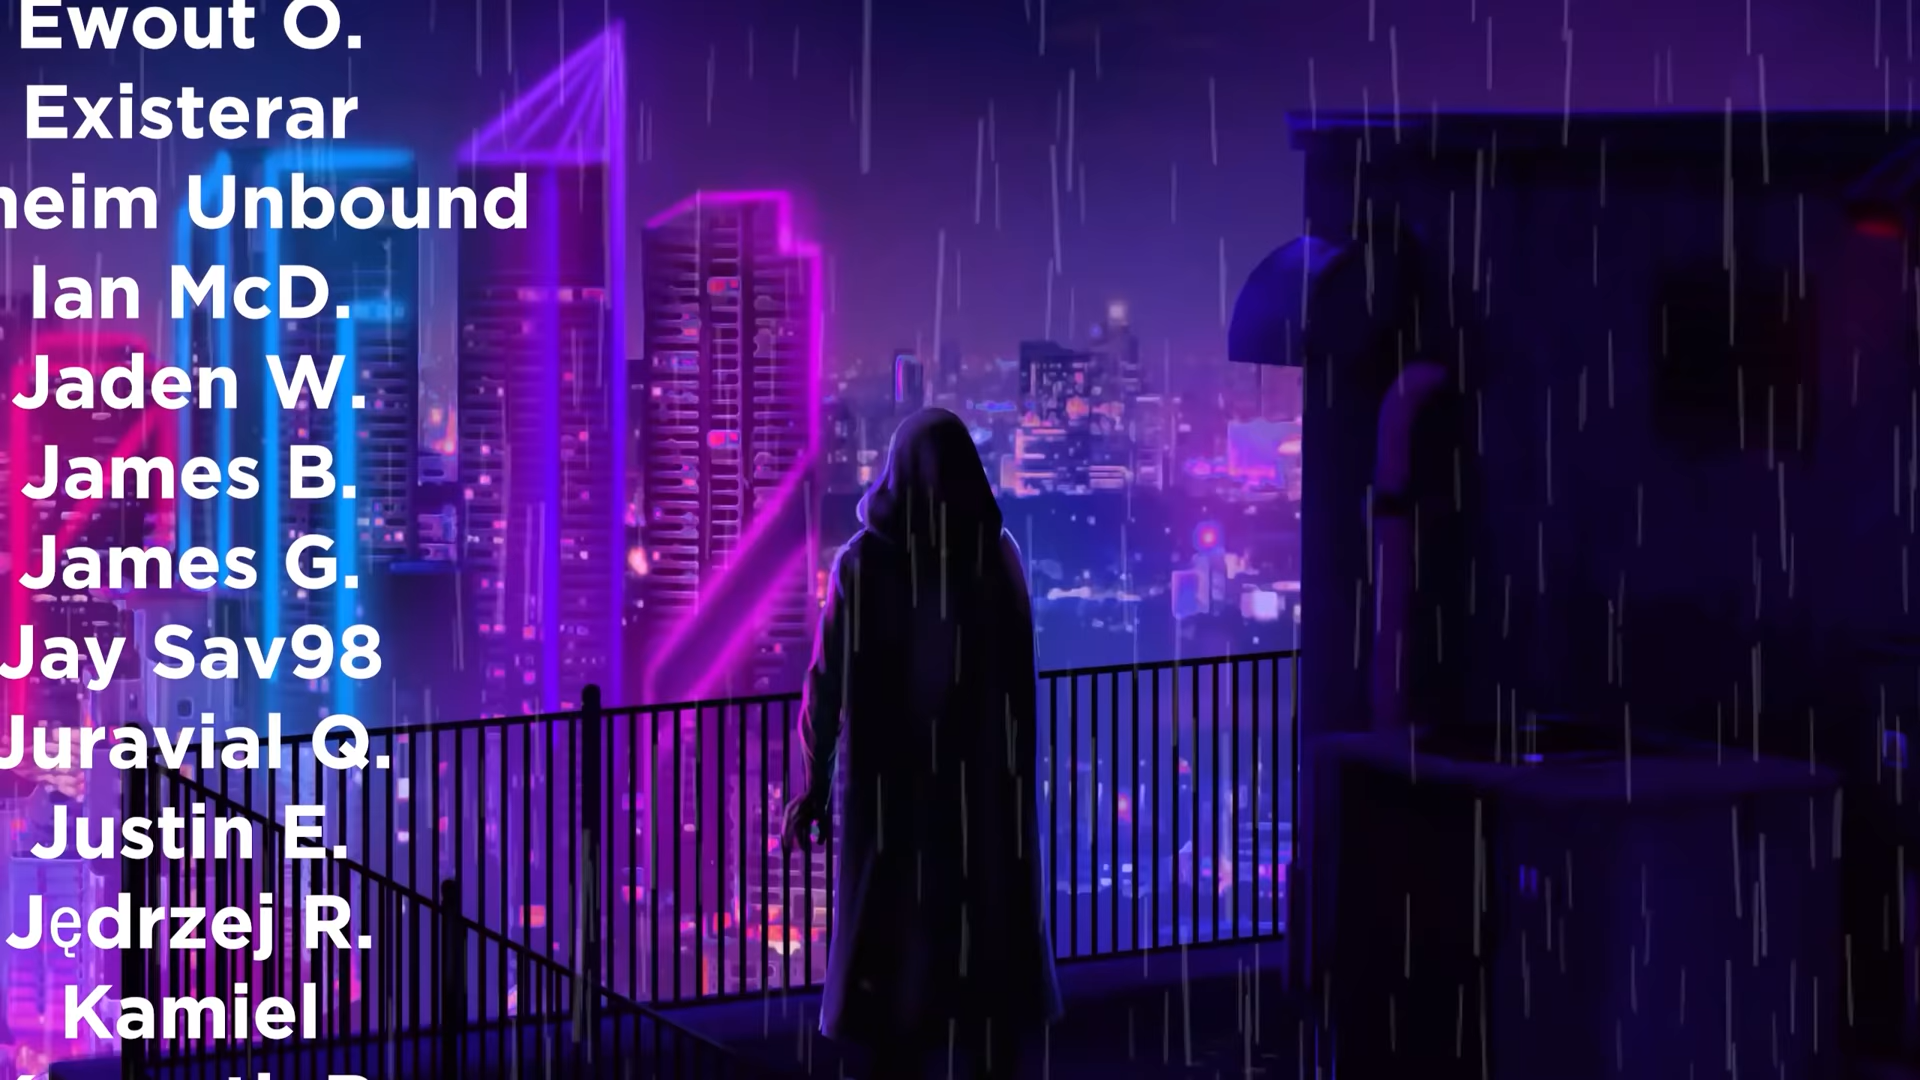 Ewout O.
Existerar
heim Unbound
Ian McD.
Jaden W.
James B.
James G.
Jay Sav98
Juravial Q.
Justin E.
Jędrzej R.
Kamiel